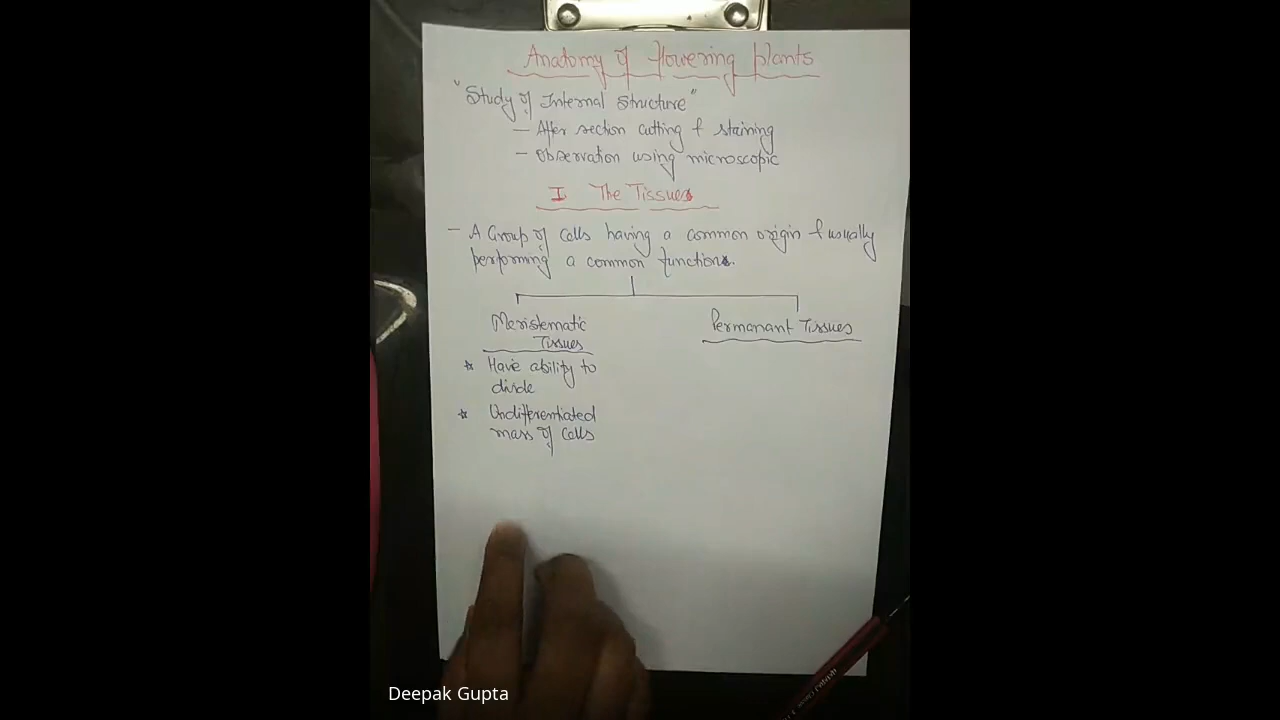 Anatomy of flowering plants
"Study of Internal Structure"
— After section cutting & staining
— Observation using microscopic
I The Tissues
— A Group of cells having a common origin & usually
performing a common function.
Meristematic Tissues
Permanant Tissues
* Have ability to
divide
* Undifferentiated
mass of cells
Deepak Gupta